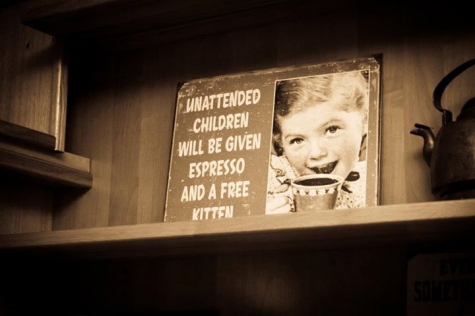 UNATTENDED
CHILDREN
WILL BE GIVEN
ESPRESSO
AND A FREE
KITTEN